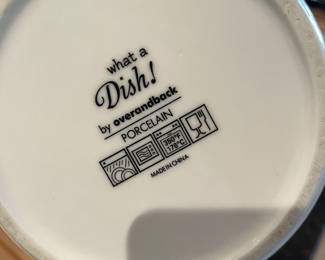 what a
Dish!
by overandback
PORCELAIN
350°F
176°C
MADE IN CHINA